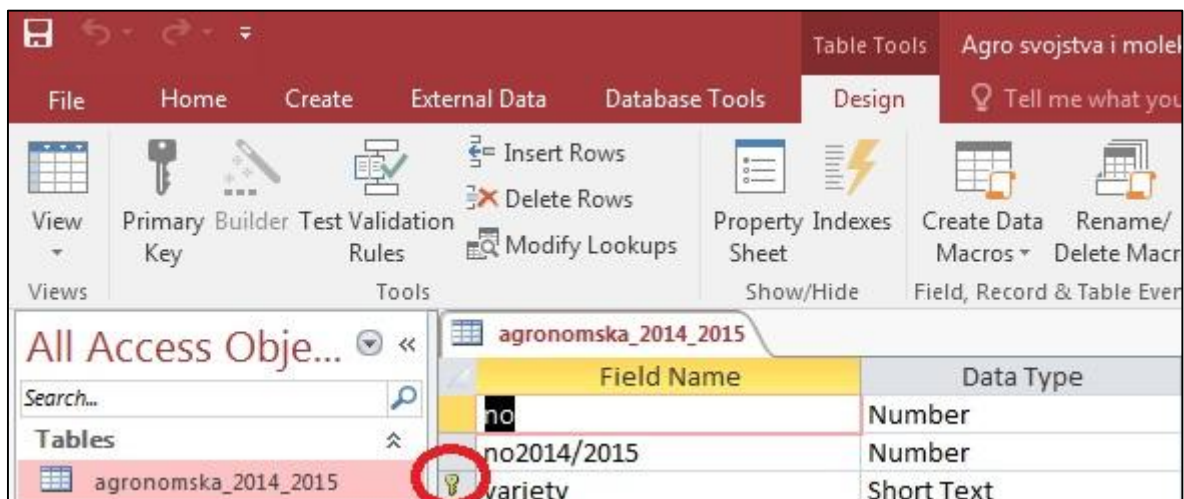 Table Tools Agro svojstva i molek
File Home Create External Data Database Tools Design Tell me what you
View
Primary Key
Builder
Test Validation Rules
Insert Rows
Delete Rows
Modify Lookups
Property Sheet
Indexes
Create Data Macros
Rename/ Delete Macr
Views Tools Show/Hide Field, Record & Table Even
All Access Obje... «
agronomska_2014_2015
Search...
Tables
agronomska_2014_2015
Field Name Data Type
no Number
no2014/2015 Number
variety Short Text